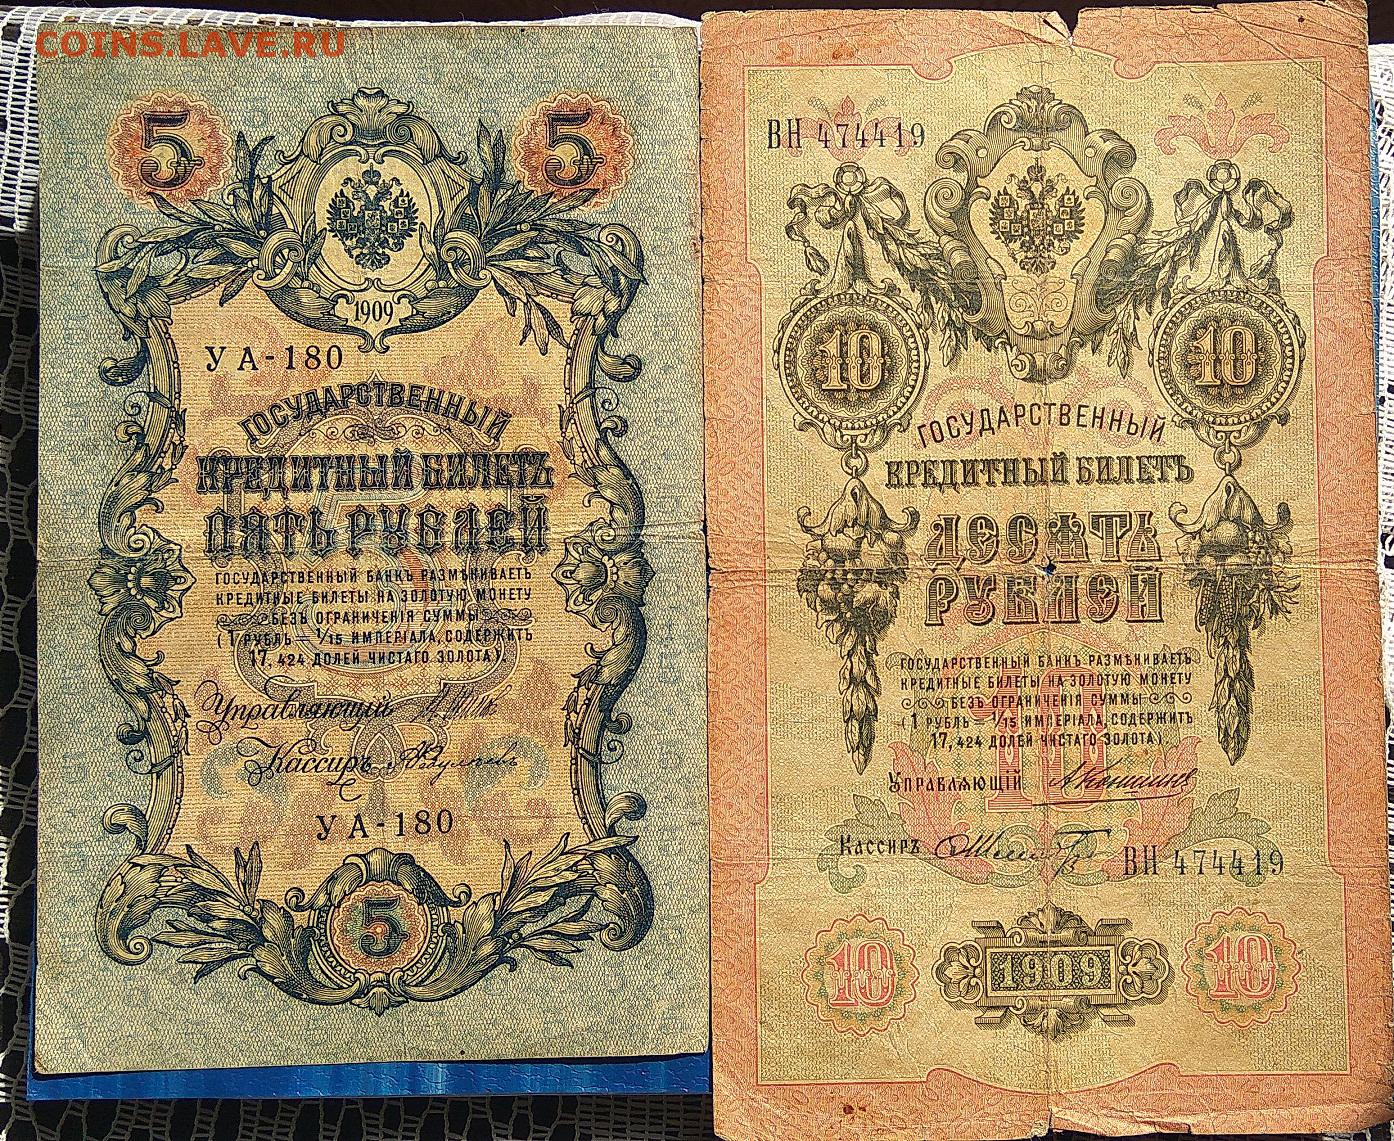 COINS.LAVE.RU
5
5
1909
УА-180
ГОСУДАРСТВЕННЫЙ
КРЕДИТНЫЙ БИЛЕТЪ
ПЯТЬ РУБЛЕЙ
ГОСУДАРСТВЕННЫЙ БАНКЪ РАЗМѢНИВАЕТЪ
КРЕДИТНЫЕ БИЛЕТЫ НА ЗОЛОТУЮ МОНЕТУ
БЕЗЪ ОГРАНИЧЕНІЯ СУММЫ
(1 РУБЛЬ = 1/15 ИМПЕРІАЛА, СОДЕРЖИТЪ
17,424 ДОЛЕЙ ЧИСТАГО ЗОЛОТА).
Управляющій
Кассиръ
УА-180
5
ВН 474419
10
10
ГОСУДАРСТВЕННЫЙ
КРЕДИТНЫЙ БИЛЕТЪ
ДЕСЯТЬ
РУБЛЕЙ
ГОСУДАРСТВЕННЫЙ БАНКЪ РАЗМѢНИВАЕТЪ
КРЕДИТНЫЕ БИЛЕТЫ НА ЗОЛОТУЮ МОНЕТУ
БЕЗЪ ОГРАНИЧЕНІЯ СУММЫ
(1 РУБЛЬ = 1/15 ИМПЕРІАЛА, СОДЕРЖИТЪ
17,424 ДОЛЕЙ ЧИСТАГО ЗОЛОТА).
10
Управляющій
Кассиръ
ВН 474419
10
1909
10